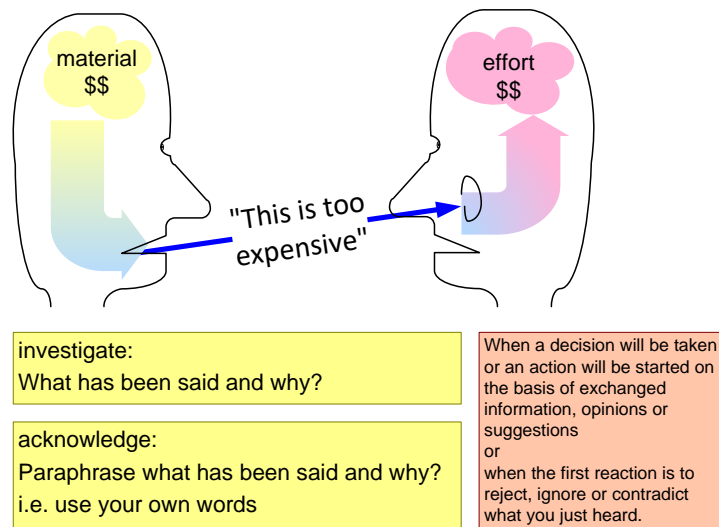 material
$$
effort
$$
"This is too
expensive"
investigate:
What has been said and why?
acknowledge:
Paraphrase what has been said and why?
i.e. use your own words
When a decision will be taken
or an action will be started on
the basis of exchanged
information, opinions or
suggestions
or
when the first reaction is to
reject, ignore or contradict
what you just heard.